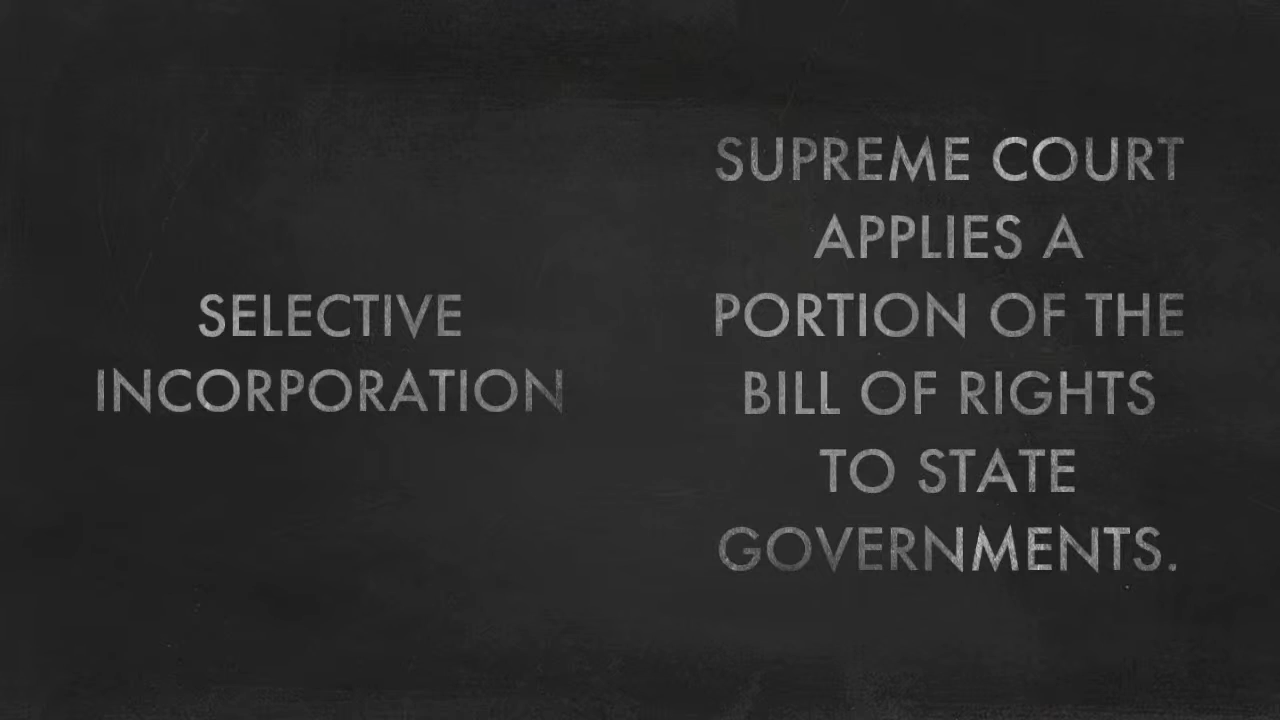 SELECTIVE
INCORPORATION
SUPREME COURT
APPLIES A
PORTION OF THE
BILL OF RIGHTS
TO STATE
GOVERNMENTS.